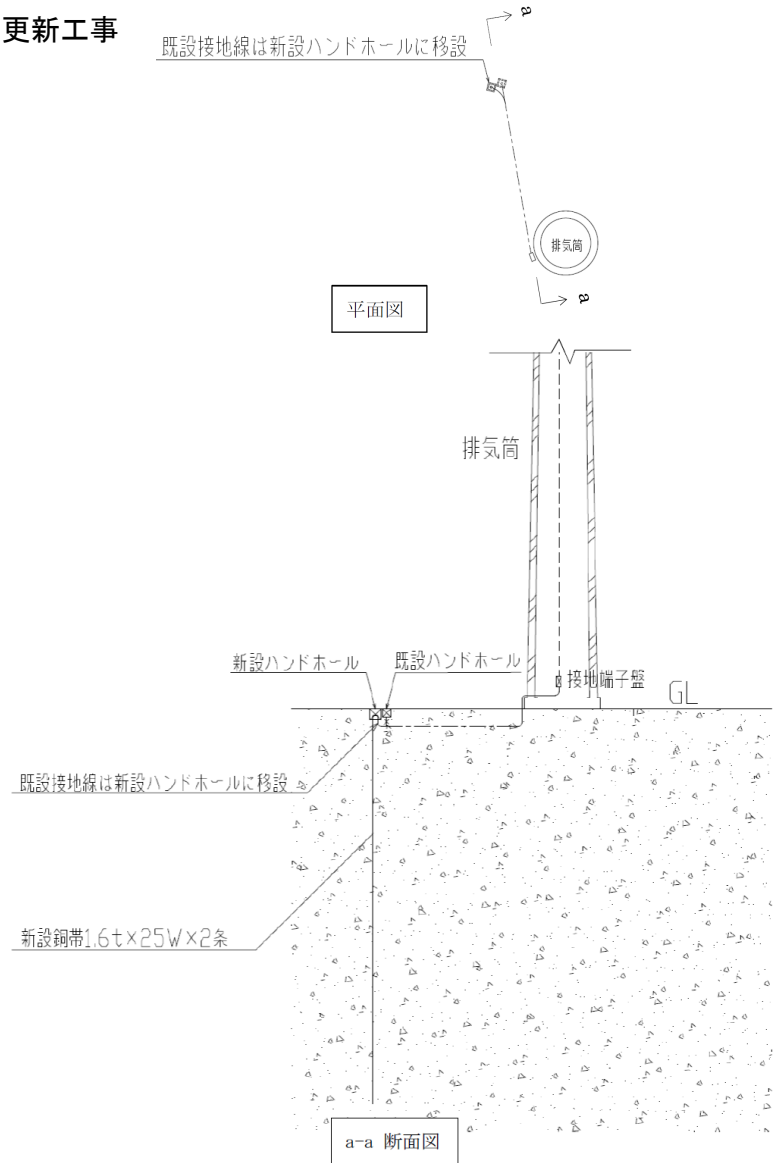 更新工事
a
既設接地線は新設ハンドホールに移設
排気筒
a
平面図
排気筒
新設ハンドホール
既設ハンドホール
接地端子盤
GL
既設接地線は新設ハンドホールに移設
新設銅帯1.6t×25W×2条
a-a 断面図